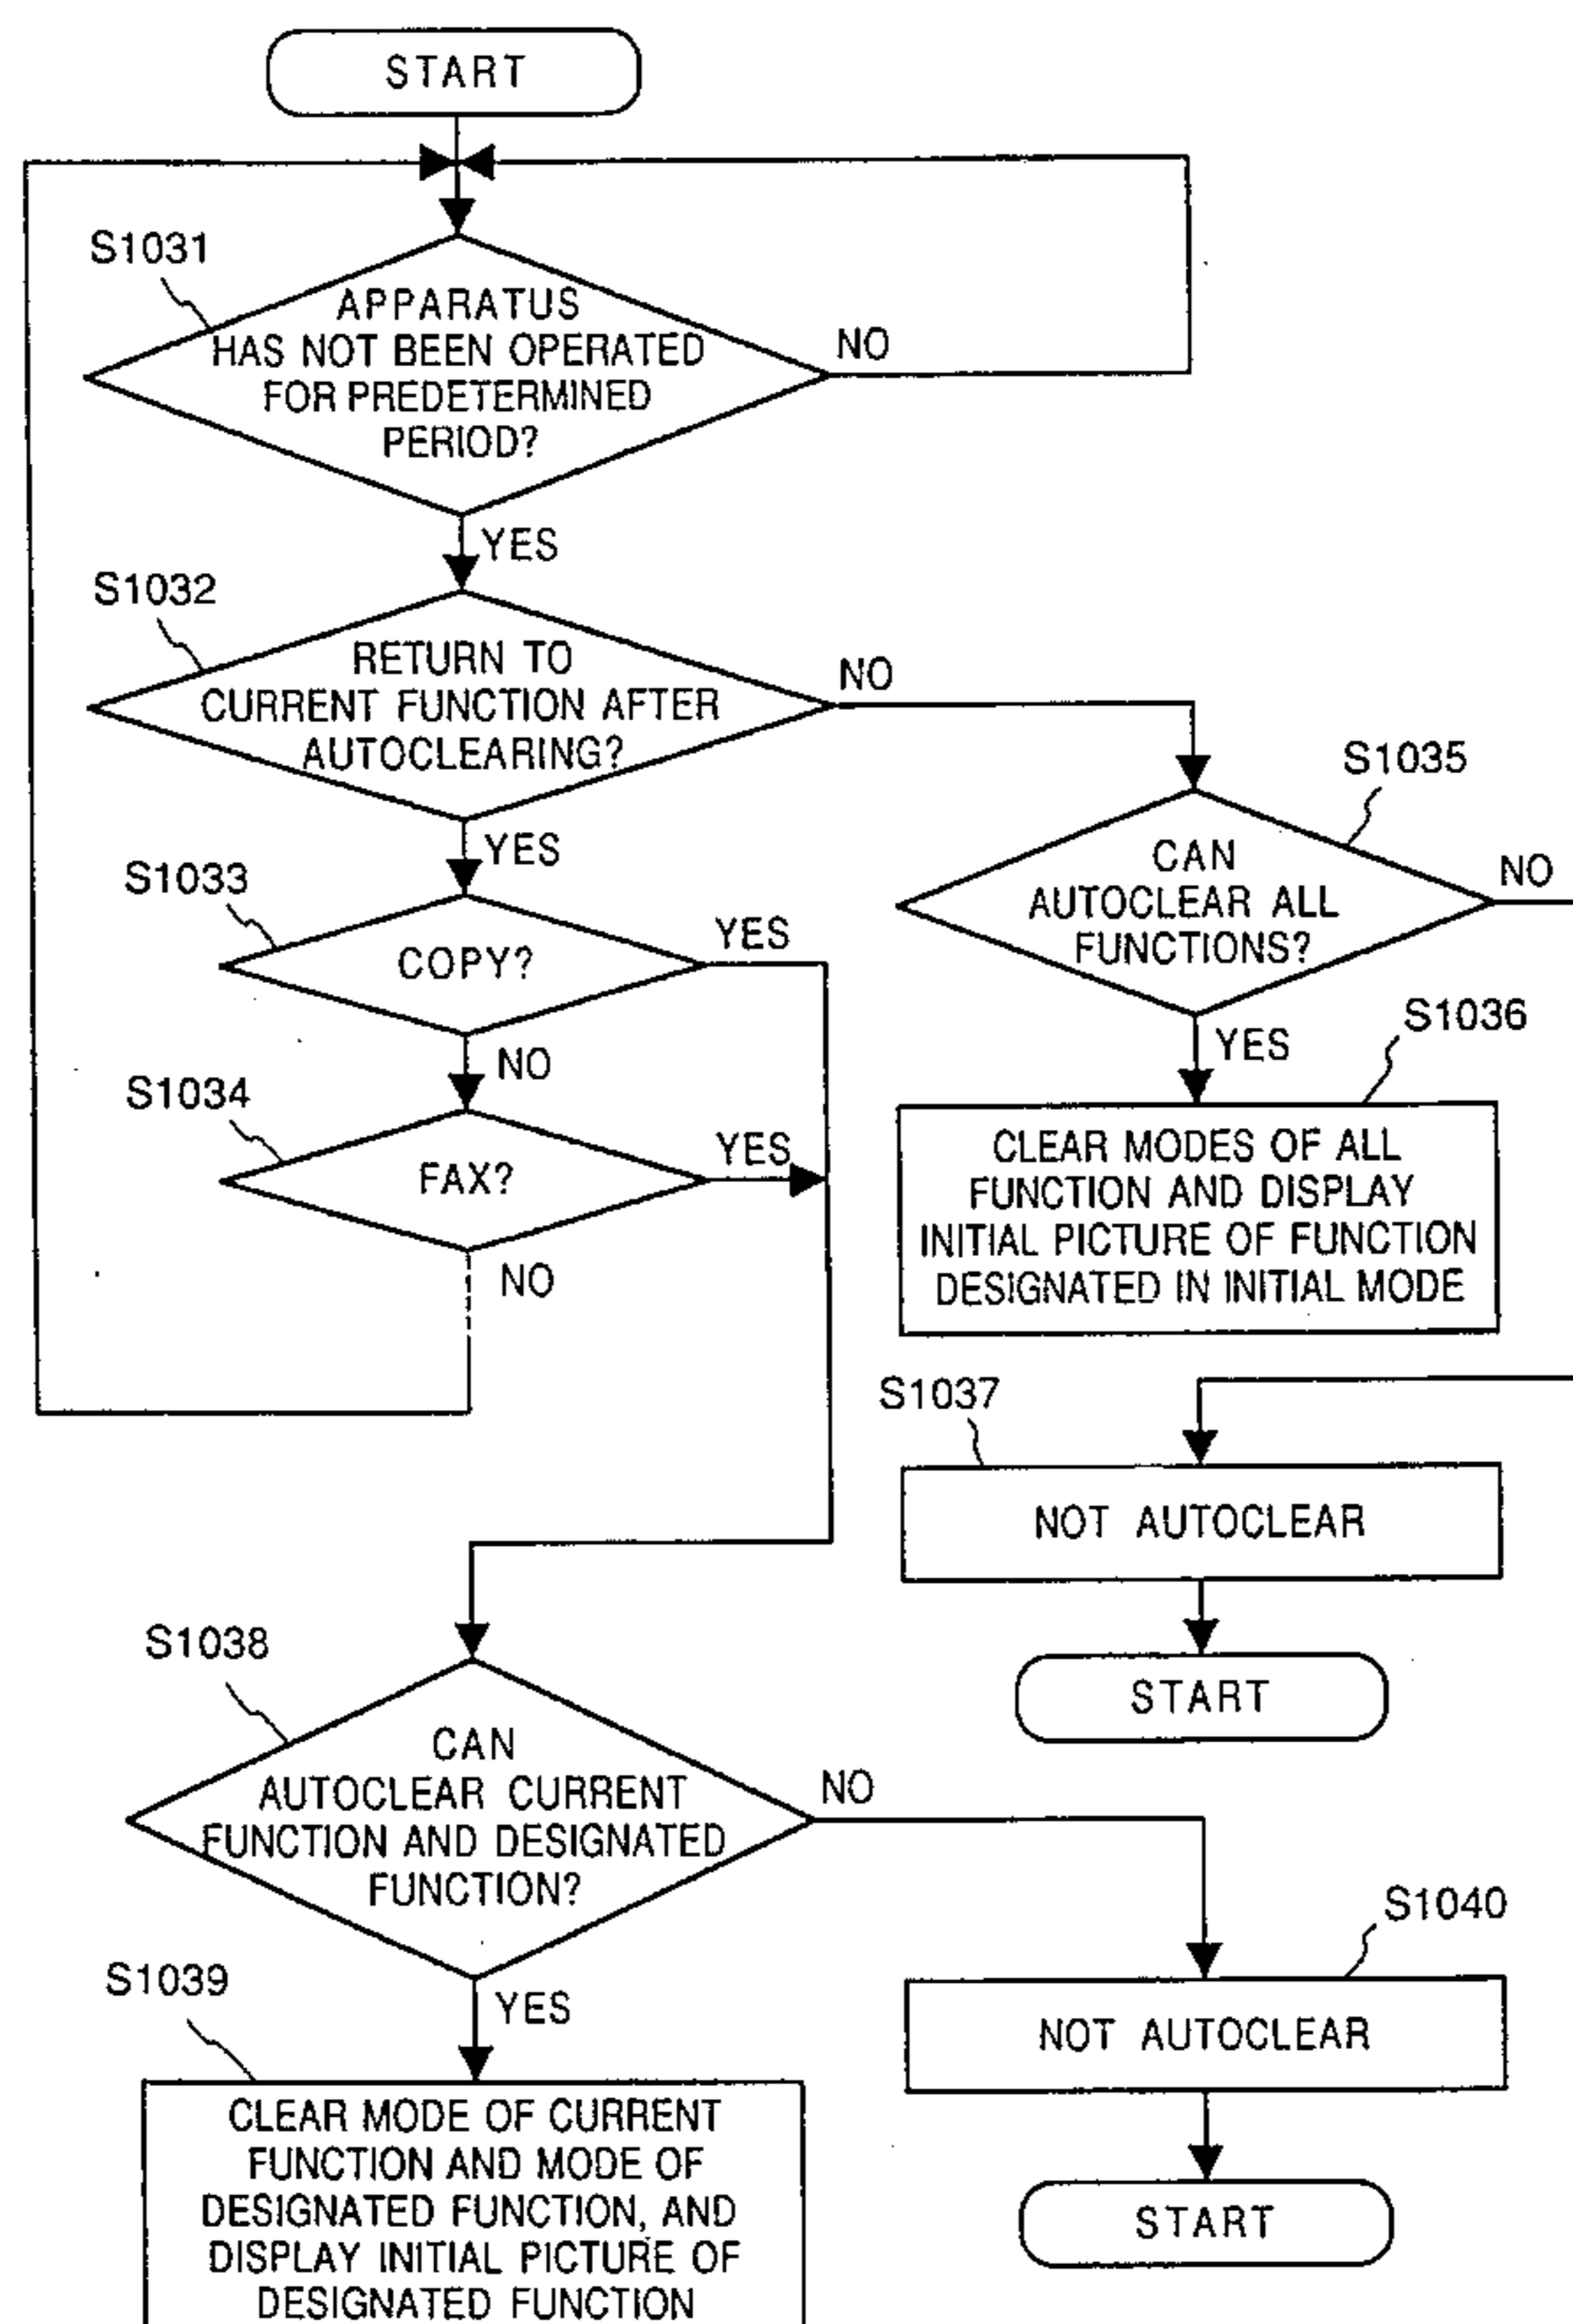 START
S1031
APPARATUS
HAS NOT BEEN OPERATED
FOR PREDETERMINED
PERIOD?
NO
YES
S1032
RETURN TO
CURRENT FUNCTION AFTER
AUTOCLEARING?
NO
YES
S1033
COPY?
YES
NO
S1034
FAX?
YES
NO
S1035
CAN
AUTOCLEAR ALL
FUNCTIONS?
NO
YES
S1036
CLEAR MODES OF ALL
FUNCTION AND DISPLAY
INITIAL PICTURE OF FUNCTION
DESIGNATED IN INITIAL MODE
S1037
NOT AUTOCLEAR
START
S1038
CAN
AUTOCLEAR CURRENT
FUNCTION AND DESIGNATED
FUNCTION?
NO
YES
S1039
CLEAR MODE OF CURRENT
FUNCTION AND MODE OF
DESIGNATED FUNCTION, AND
DISPLAY INITIAL PICTURE OF
DESIGNATED FUNCTION
S1040
NOT AUTOCLEAR
START